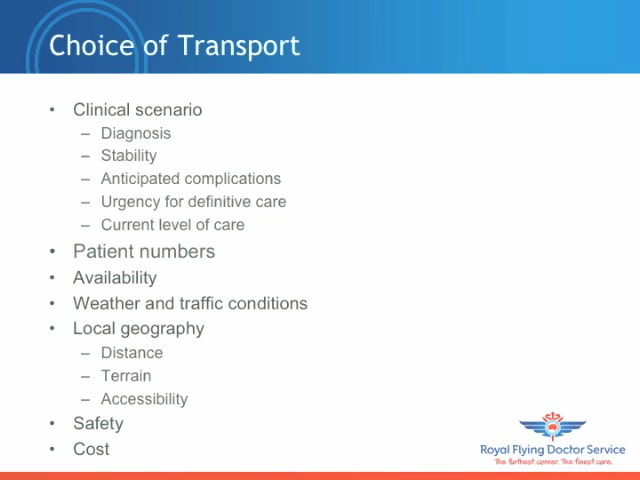 Choice of Transport
• Clinical scenario
– Diagnosis
– Stability
– Anticipated complications
– Urgency for definitive care
– Current level of care
• Patient numbers
• Availability
• Weather and traffic conditions
• Local geography
– Distance
– Terrain
– Accessibility
• Safety
• Cost
Royal Flying Doctor Service
The furthest corner. The finest care.